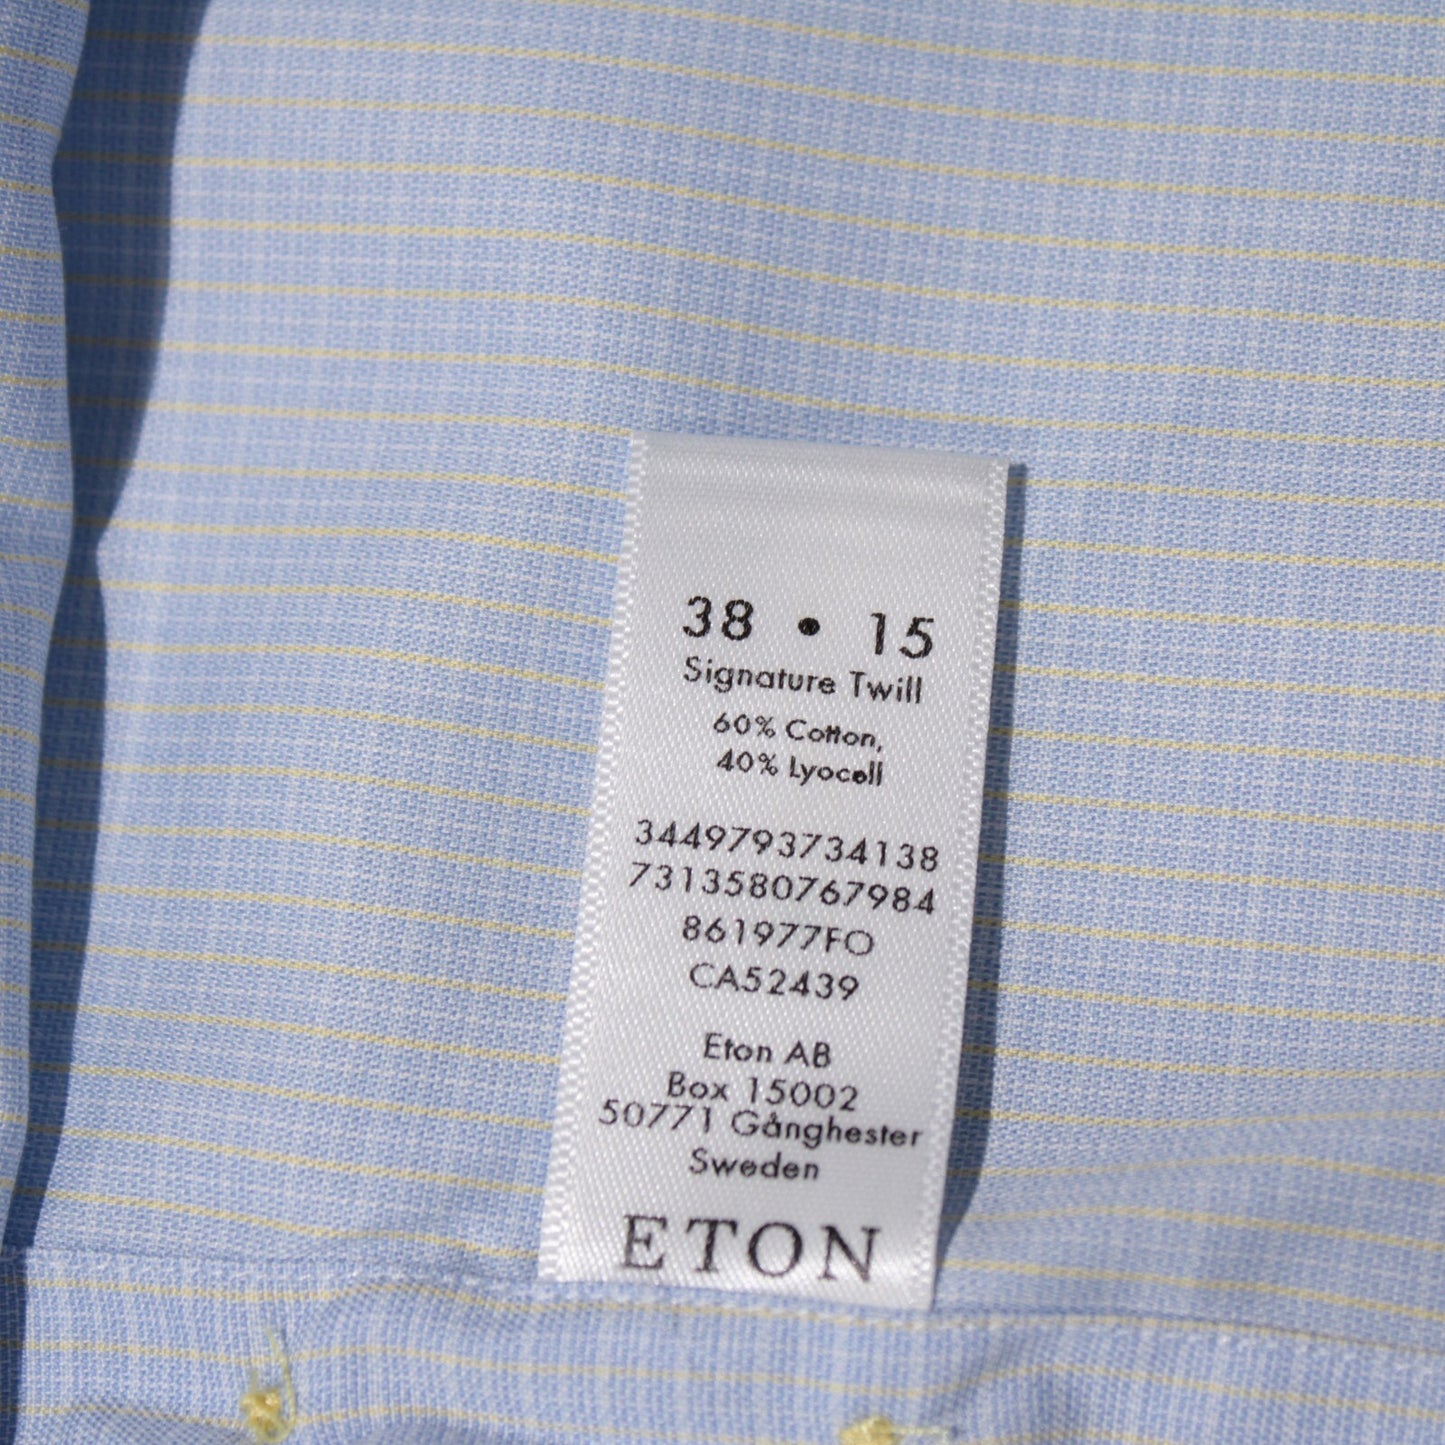 38 • 15
Signature Twill
60% Cotton,
40% Lyocell
3449793734138
7313580767984
861977FO
CA52439
Eton AB
Box 15002
50771 Gånghester
Sweden
ETON